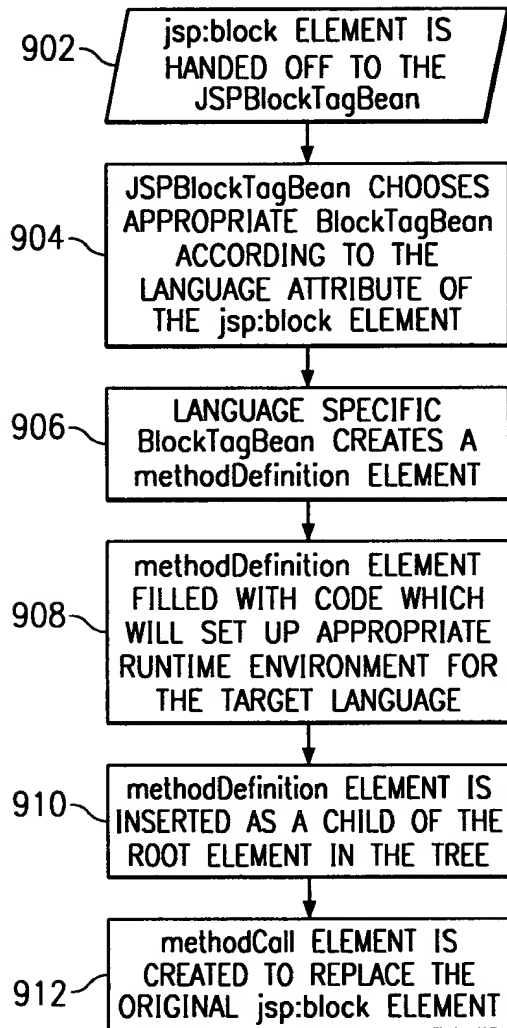 902
jsp:block ELEMENT IS
HANDED OFF TO THE
JSPBlockTagBean
904
JSPBlockTagBean CHOOSES
APPROPRIATE BlockTagBean
ACCORDING TO THE
LANGUAGE ATTRIBUTE OF
THE jsp:block ELEMENT
906
LANGUAGE SPECIFIC
BlockTagBean CREATES A
methodDefinition ELEMENT
908
methodDefinition ELEMENT
FILLED WITH CODE WHICH
WILL SET UP APPROPRIATE
RUNTIME ENVIRONMENT FOR
THE TARGET LANGUAGE
910
methodDefinition ELEMENT IS
INSERTED AS A CHILD OF THE
ROOT ELEMENT IN THE TREE
912
methodCall ELEMENT IS
CREATED TO REPLACE THE
ORIGINAL jsp:block ELEMENT